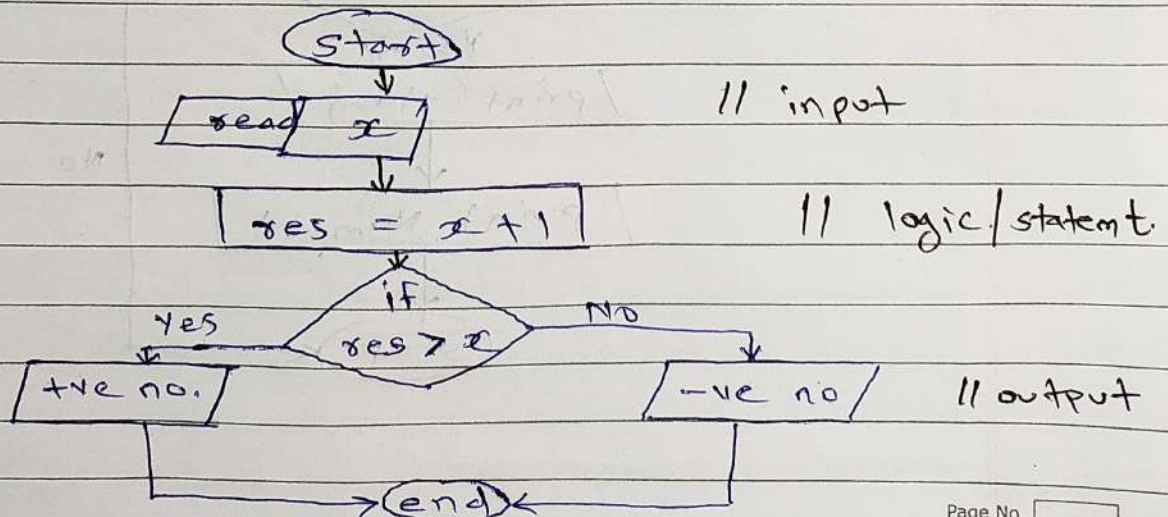 Start
read x // input
res = x + 1 // logic/statemt.
if
Yes res > x No
+ve no. -ve no // output
end
Page No